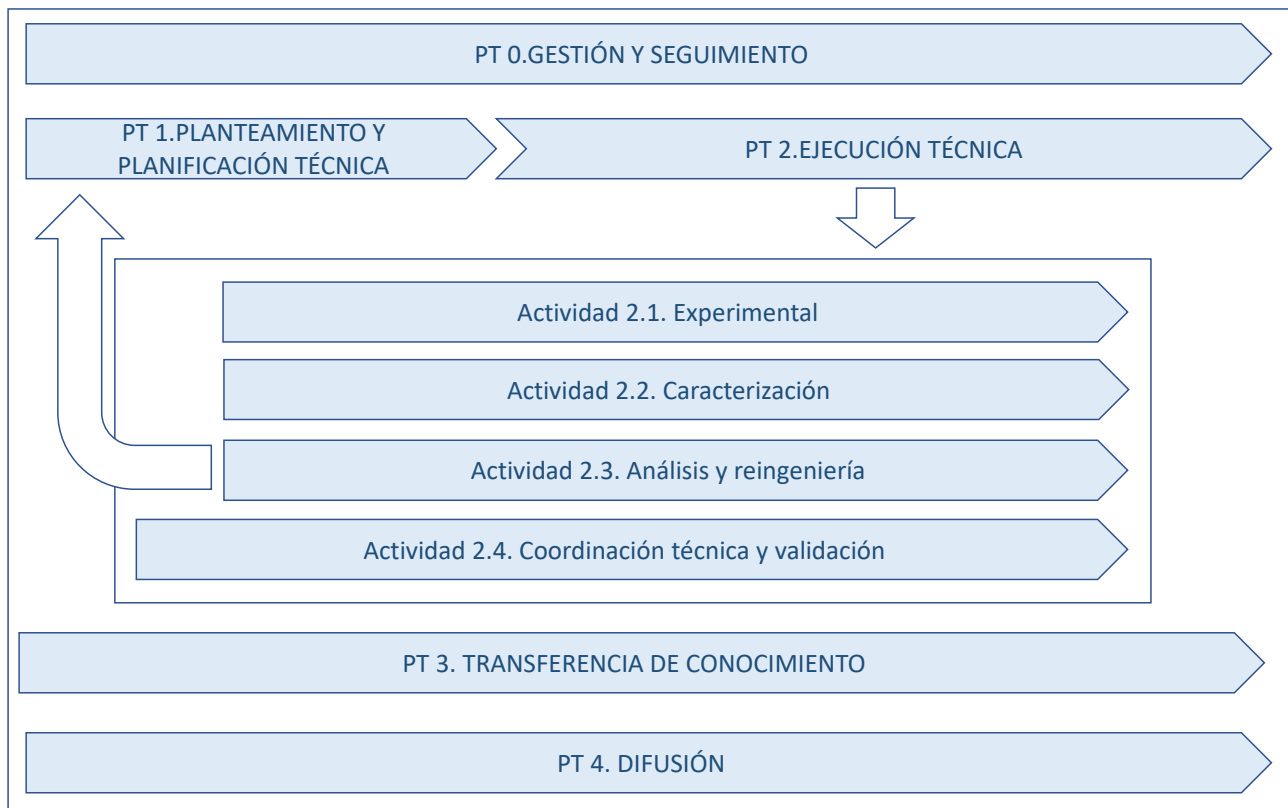 PT 0.GESTIÓN Y SEGUIMIENTO
PT 1.PLANTEAMIENTO Y
PLANIFICACIÓN TÉCNICA
PT 2.EJECUCIÓN TÉCNICA
Actividad 2.1. Experimental
Actividad 2.2. Caracterización
Actividad 2.3. Análisis y reingeniería
Actividad 2.4. Coordinación técnica y validación
PT 3. TRANSFERENCIA DE CONOCIMIENTO
PT 4. DIFUSIÓN